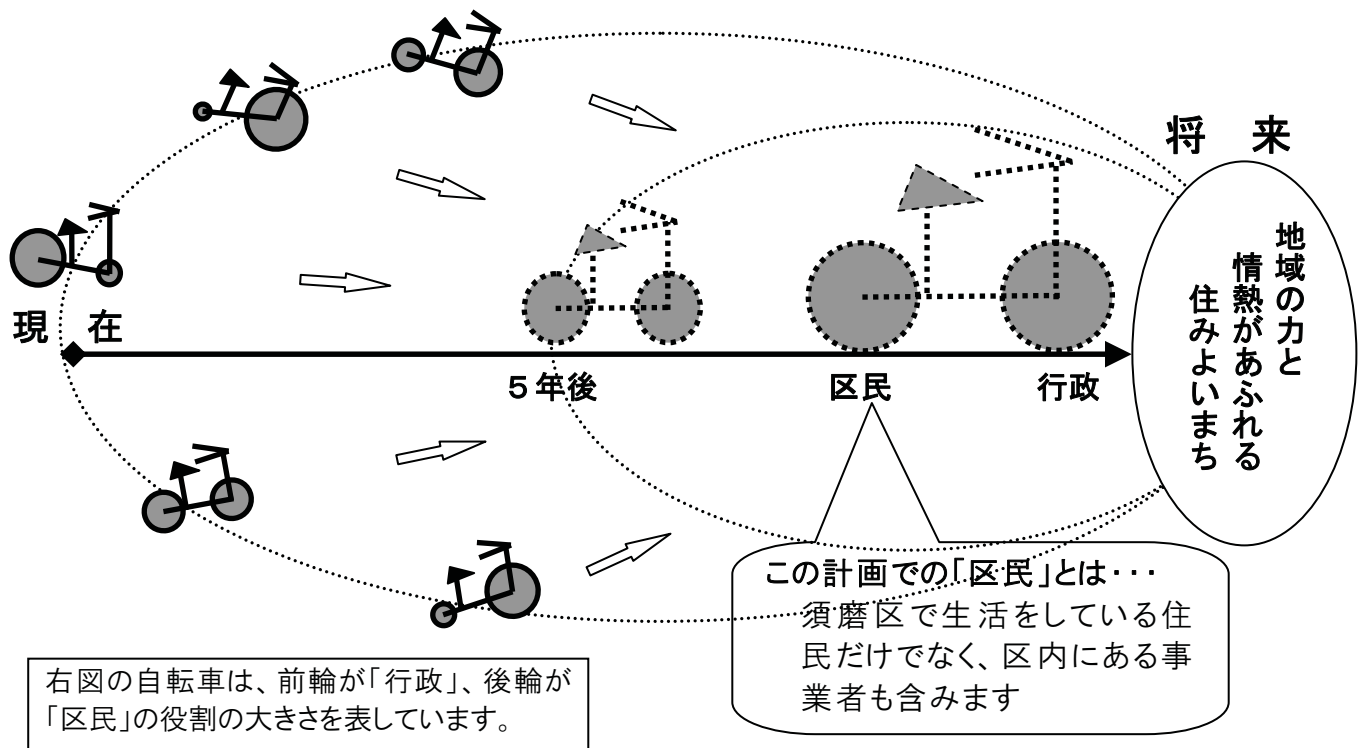 将 来
地域の力と
情熱があふれる
住みよいまち
現 在
5年後
区民
行政
この計画での「区民」とは・・・
須磨区で生活をしている住
民だけでなく、区内にある事
業者も含みます
右図の自転車は、前輪が「行政」、後輪が
「区民」の役割の大きさを表しています。